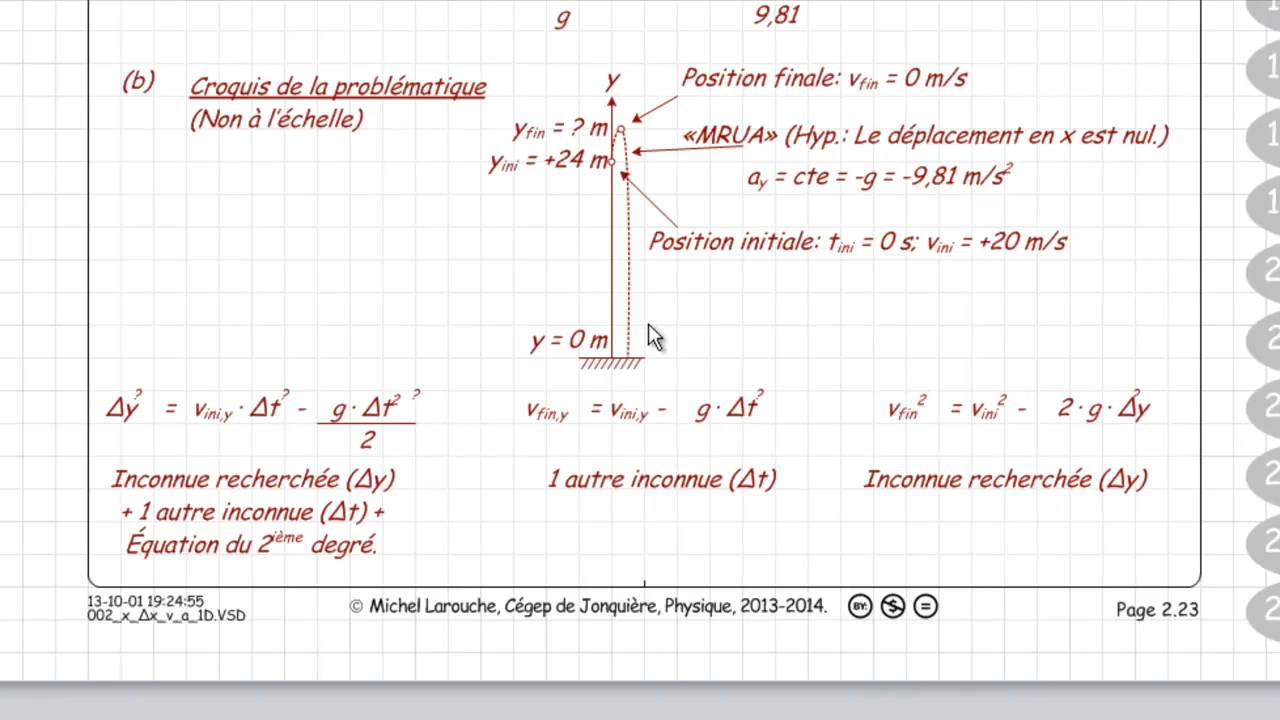 g 9,81
(b) Croquis de la problématique
(Non à l'échelle)
y
Position finale: vfin = 0 m/s
yfin = ? m
«MRUA» (Hyp.: Le déplacement en x est nul.)
yini = +24 m
ay = cte = -g = -9,81 m/s²
Position initiale: tini = 0 s; vini = +20 m/s
y = 0 m
Δy? = vini,y · Δt? - g · Δt² ?
2
vfin,y = vini,y - g · Δt?
vfin² = vini² - 2 · g · Δy?
Inconnue recherchée (Δy)
+ 1 autre inconnue (Δt) +
Équation du 2ième degré.
1 autre inconnue (Δt)
Inconnue recherchée (Δy)
13-10-01 19:24:55
002_x_Δx_v_a_1D.VSD
© Michel Larouche, Cégep de Jonquière, Physique, 2013-2014.
BY:
Page 2.23